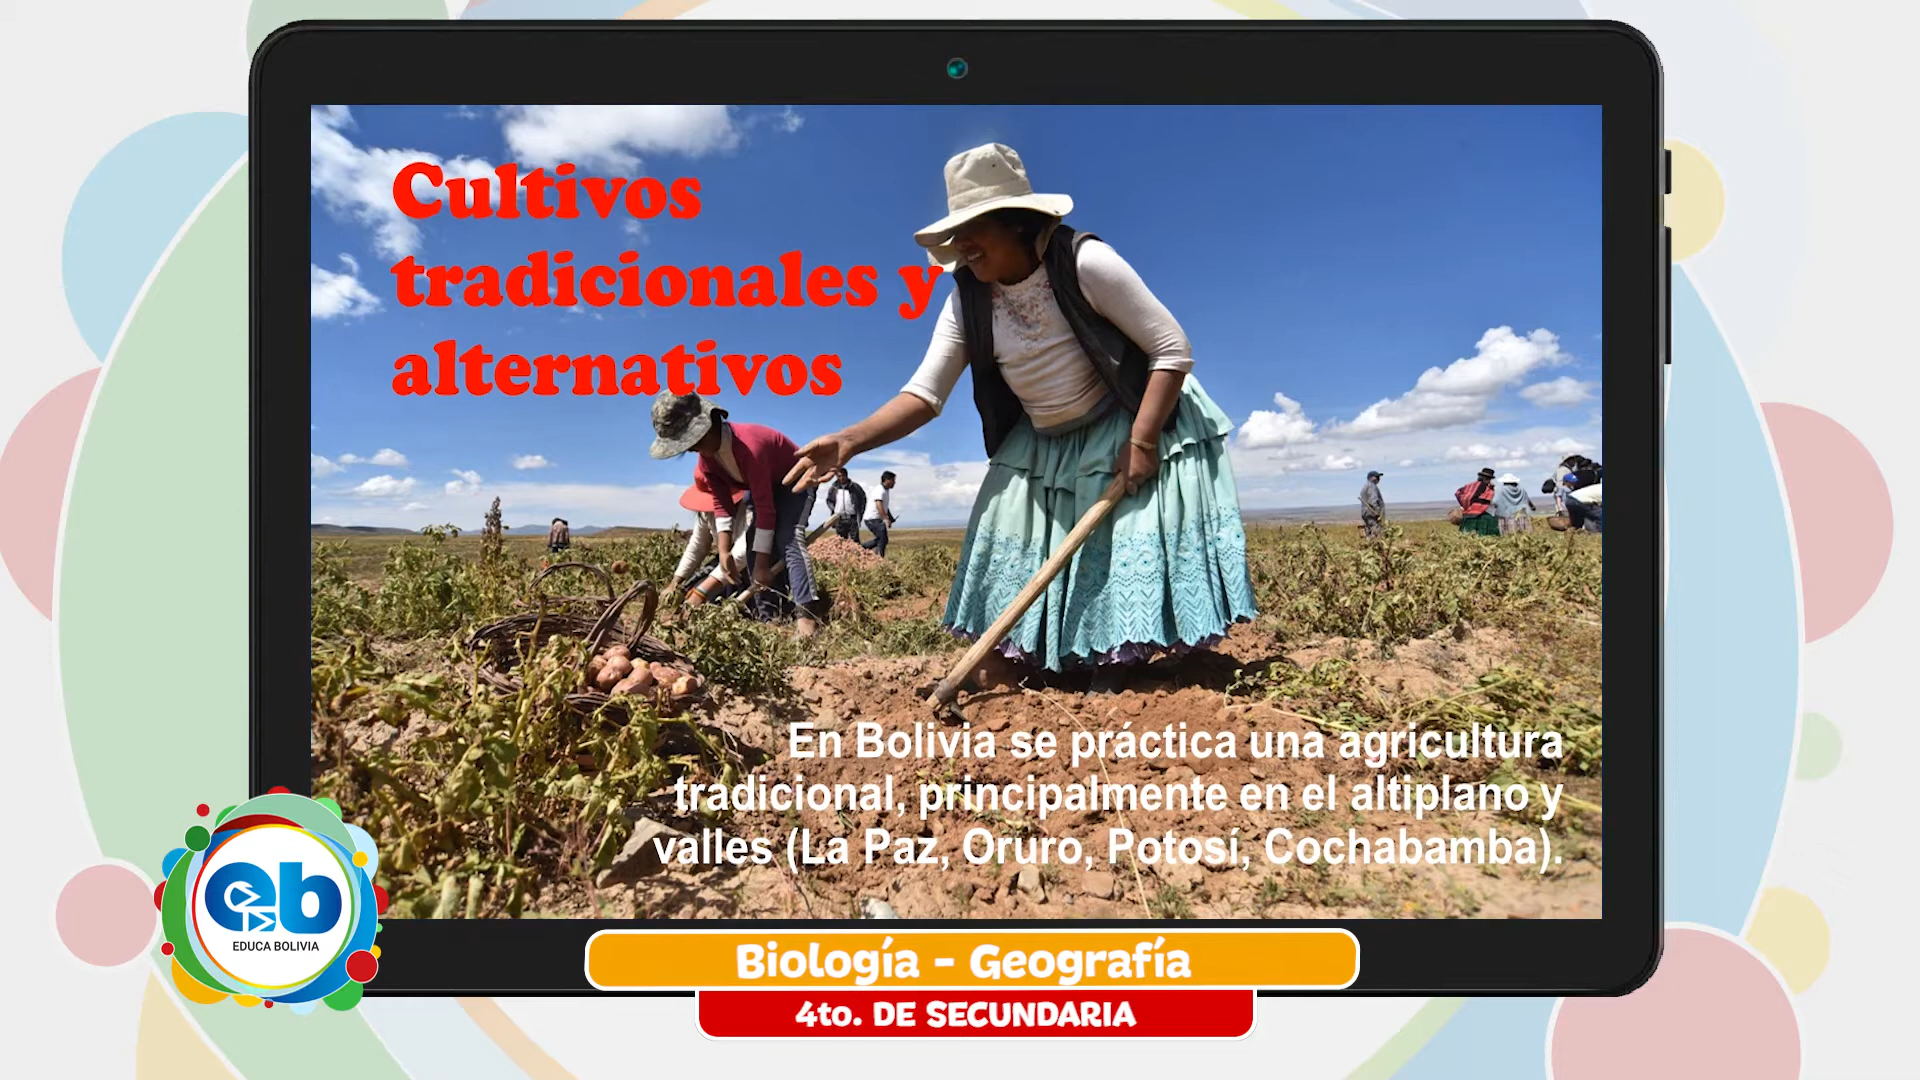 Cultivos
tradicionales y
alternativos
En Bolivia se práctica una agricultura
tradicional, principalmente en el altiplano y
valles (La Paz, Oruro, Potosí, Cochabamba).
eb
EDUCA BOLIVIA
Biología - Geografía
4to. DE SECUNDARIA